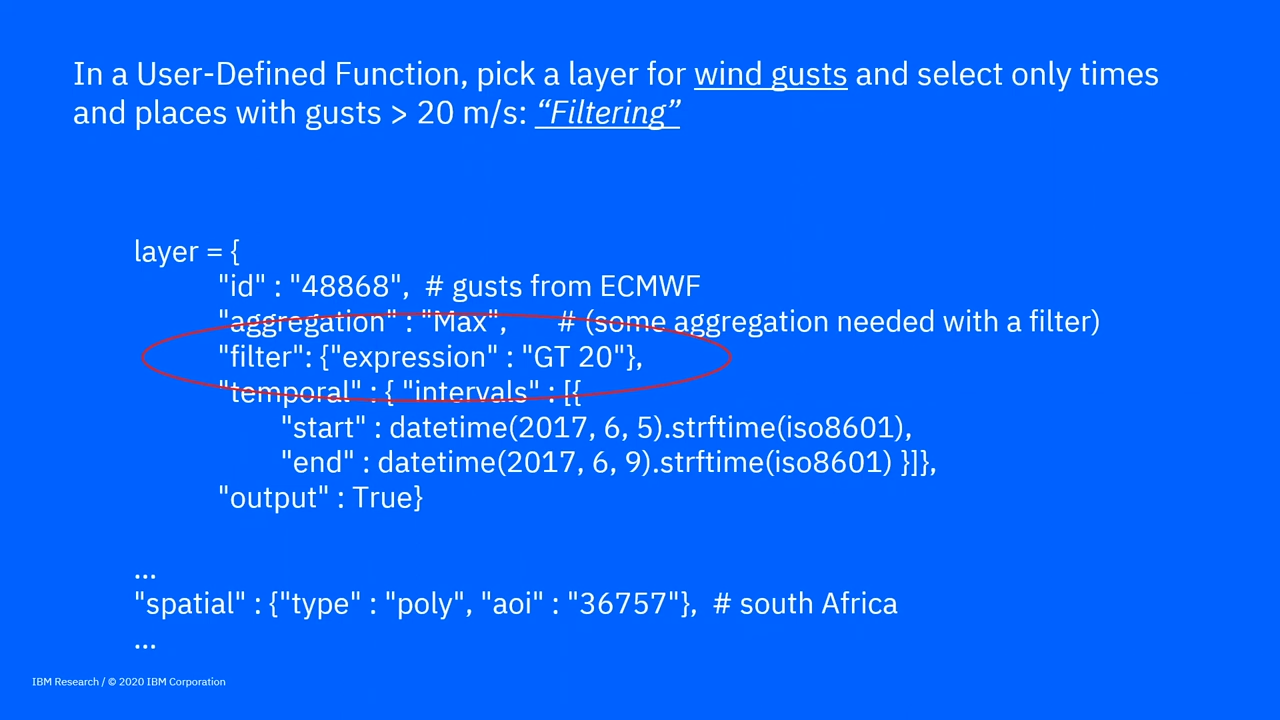 In a User-Defined Function, pick a layer for wind gusts and select only times
and places with gusts > 20 m/s: “Filtering”
layer = {
"id" : "48868",  # gusts from ECMWF
"aggregation" : "Max",      # (some aggregation needed with a filter)
"filter": {"expression" : "GT 20"},
"temporal" : { "intervals" : [{
"start" : datetime(2017, 6, 5).strftime(iso8601),
"end" : datetime(2017, 6, 9).strftime(iso8601) }]},
"output" : True}
...
"spatial" : {"type" : "poly", "aoi" : "36757"},  # south Africa
...
IBM Research / © 2020 IBM Corporation